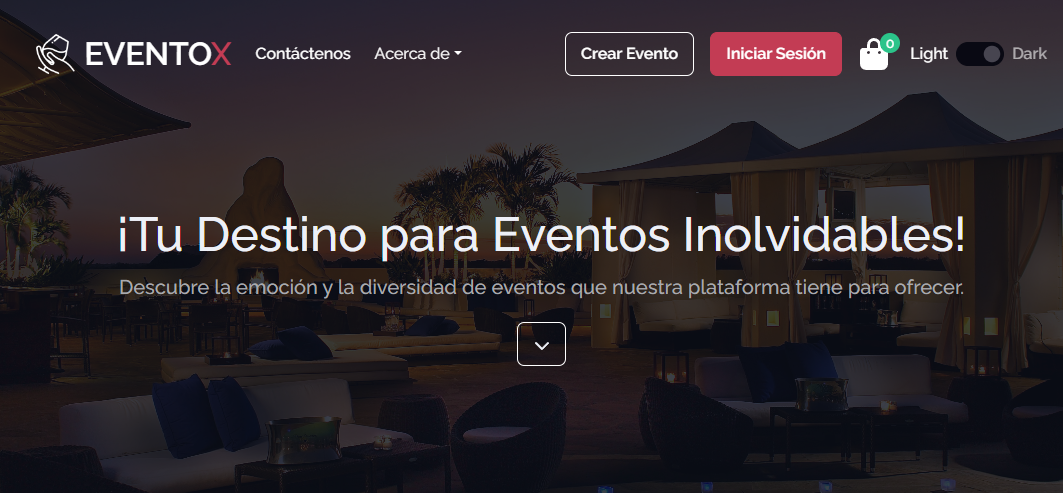 EVENTOX Contáctenos Acerca de Crear Evento Iniciar Sesión 0 Light Dark
¡Tu Destino para Eventos Inolvidables!
Descubre la emoción y la diversidad de eventos que nuestra plataforma tiene para ofrecer.